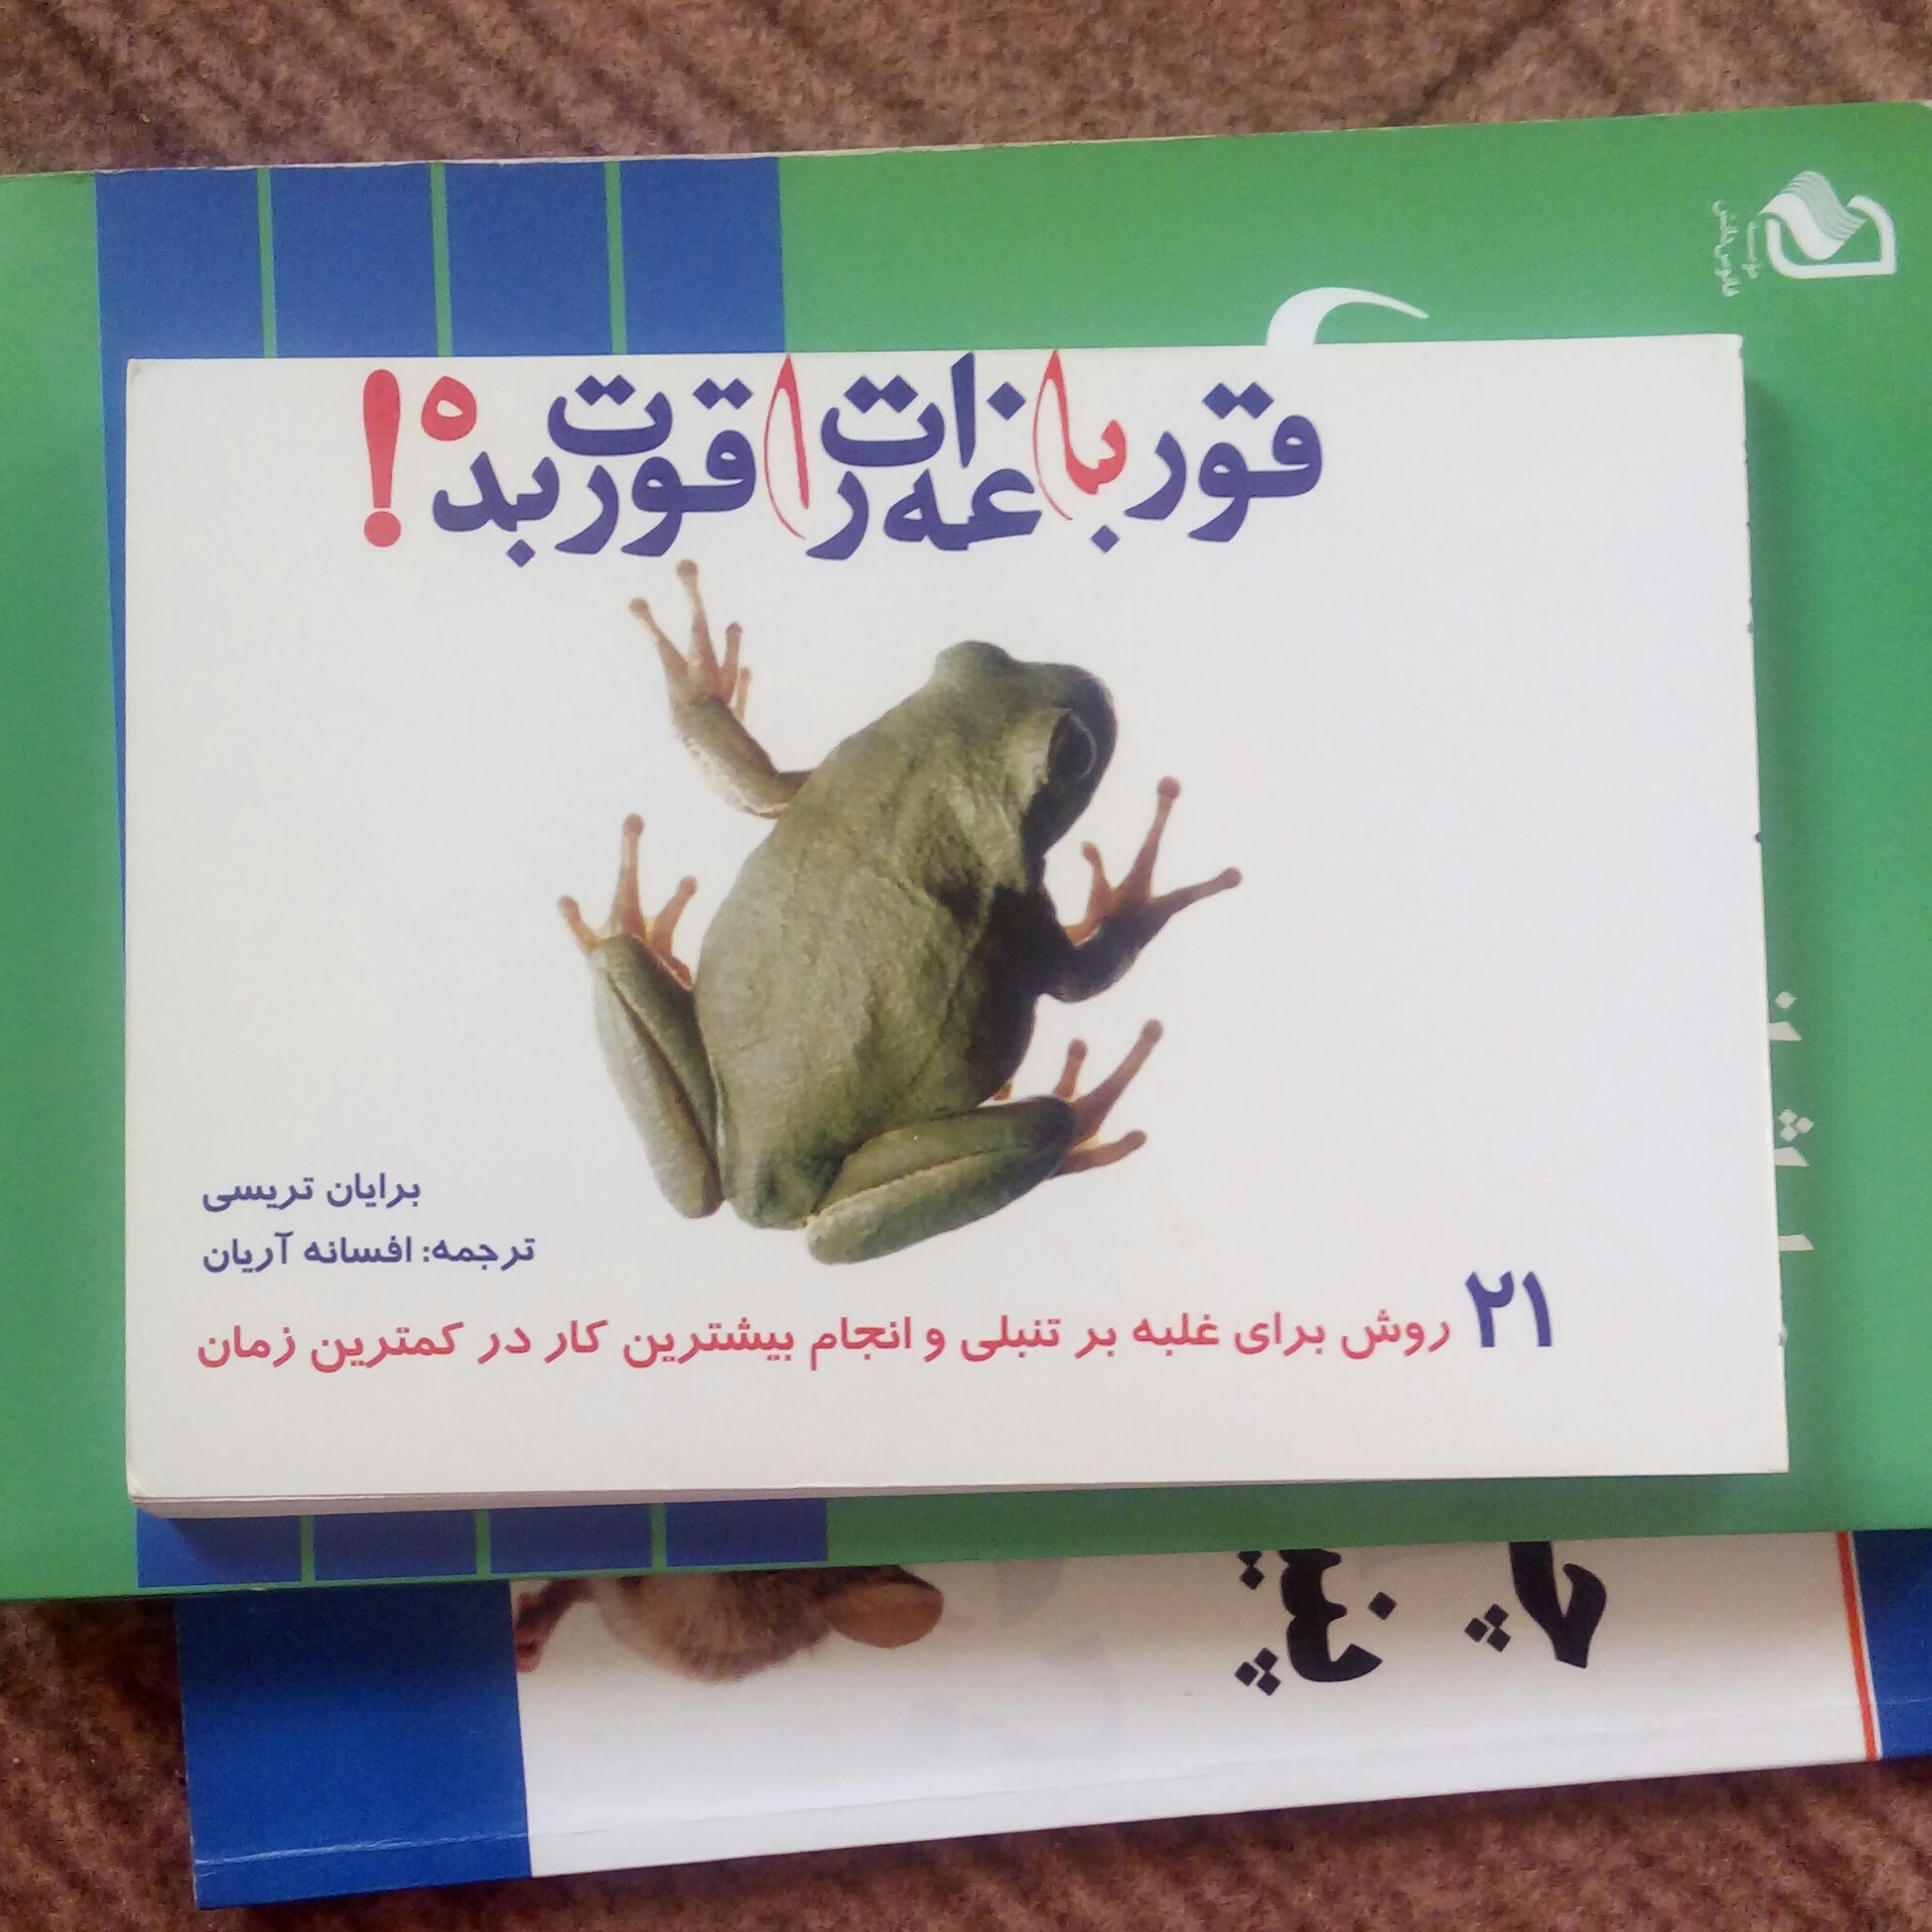 قورباغه‌ات را قورت بده!
برایان تریسی
ترجمه: افسانه آریان
۲۱ روش برای غلبه بر تنبلی و انجام بیشترین کار در کمترین زمان